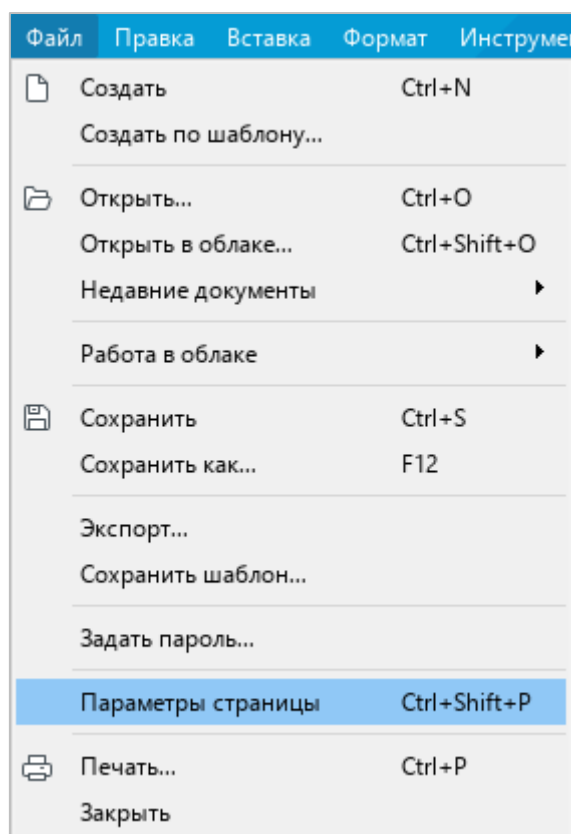 Файл Правка Вставка Формат
Создать Ctrl+N
Создать по шаблону...
Открыть... Ctrl+O
Открыть в облаке... Ctrl+Shift+O
Недавние документы
Работа в облаке
Сохранить Ctrl+S
Сохранить как... F12
Экспорт...
Сохранить шаблон...
Задать пароль...
Параметры страницы Ctrl+Shift+P
Печать... Ctrl+P
Закрыть